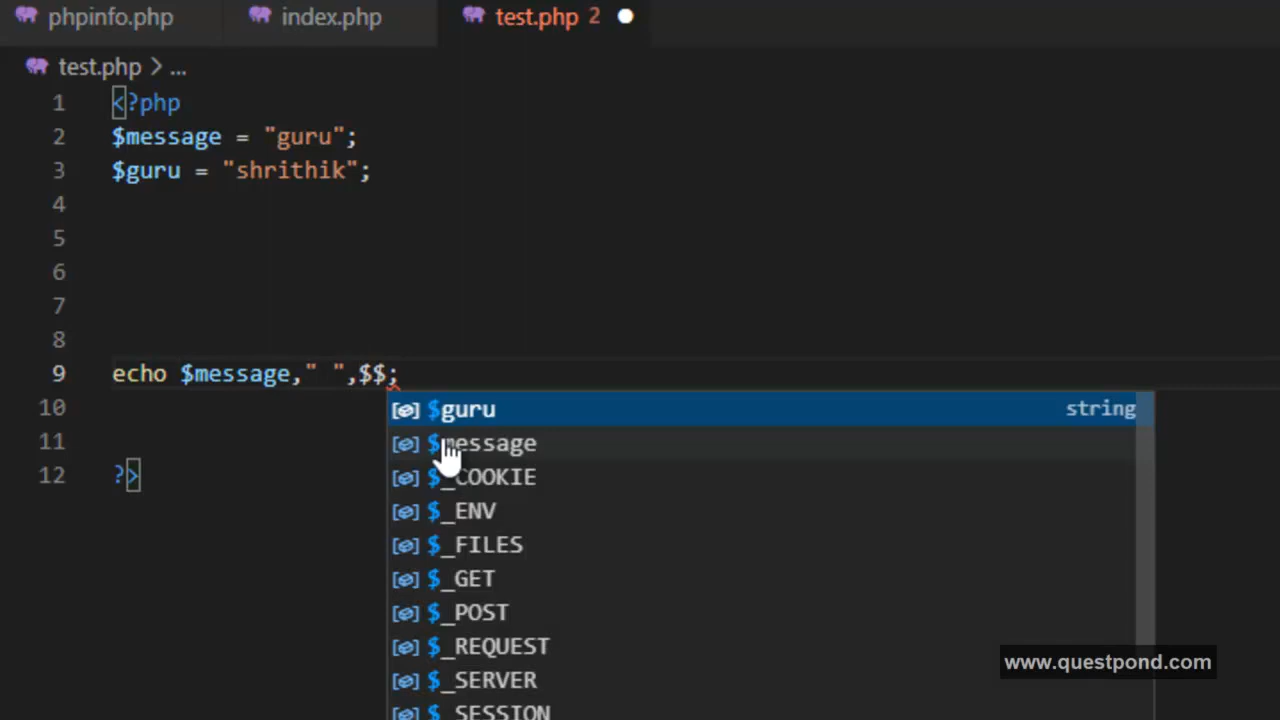 phpinfo.php index.php test.php 2
test.php > ...
1 <?php
2 $message = "guru";
3 $guru = "shrithik";
4
5
6
7
8
9 echo $message," ",$$;
10 $guru string
11 $message
12 ?> $_COOKIE
$_ENV
$_FILES
$_GET
$_POST
$_REQUEST
www.questpond.com
$_SERVER
$_SESSION